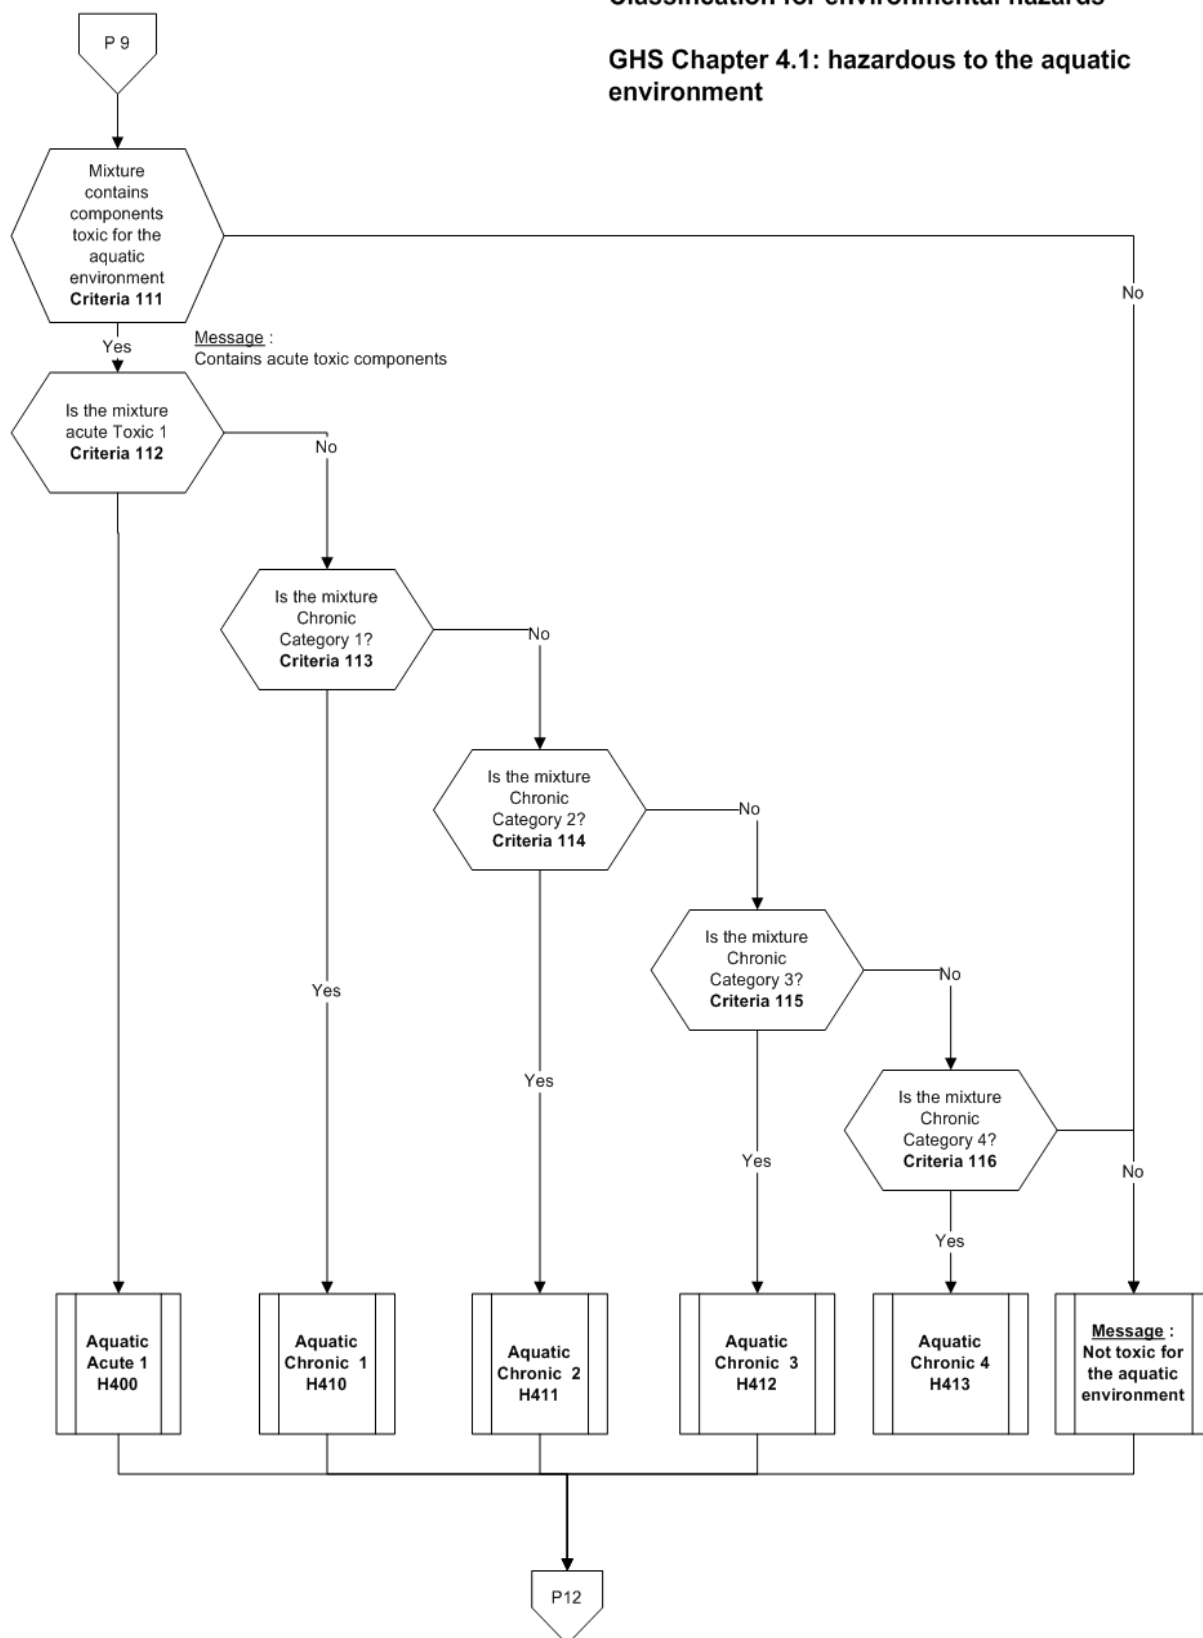 Classification for environmental hazards
GHS Chapter 4.1: hazardous to the aquatic
environment
P 9
Mixture
contains
components
toxic for the
aquatic
environment
Criteria 111
No
Yes
Message :
Contains acute toxic components
Is the mixture
acute Toxic 1
Criteria 112
No
Is the mixture
Chronic
Category 1?
Criteria 113
No
Is the mixture
Chronic
Category 2?
Criteria 114
No
Is the mixture
Chronic
Category 3?
Criteria 115
No
Yes
Yes
Is the mixture
Chronic
Category 4?
Criteria 116
Yes
No
Yes
Aquatic
Acute 1
H400
Aquatic
Chronic 1
H410
Aquatic
Chronic 2
H411
Aquatic
Chronic 3
H412
Aquatic
Chronic 4
H413
Message :
Not toxic for
the aquatic
environment
P12